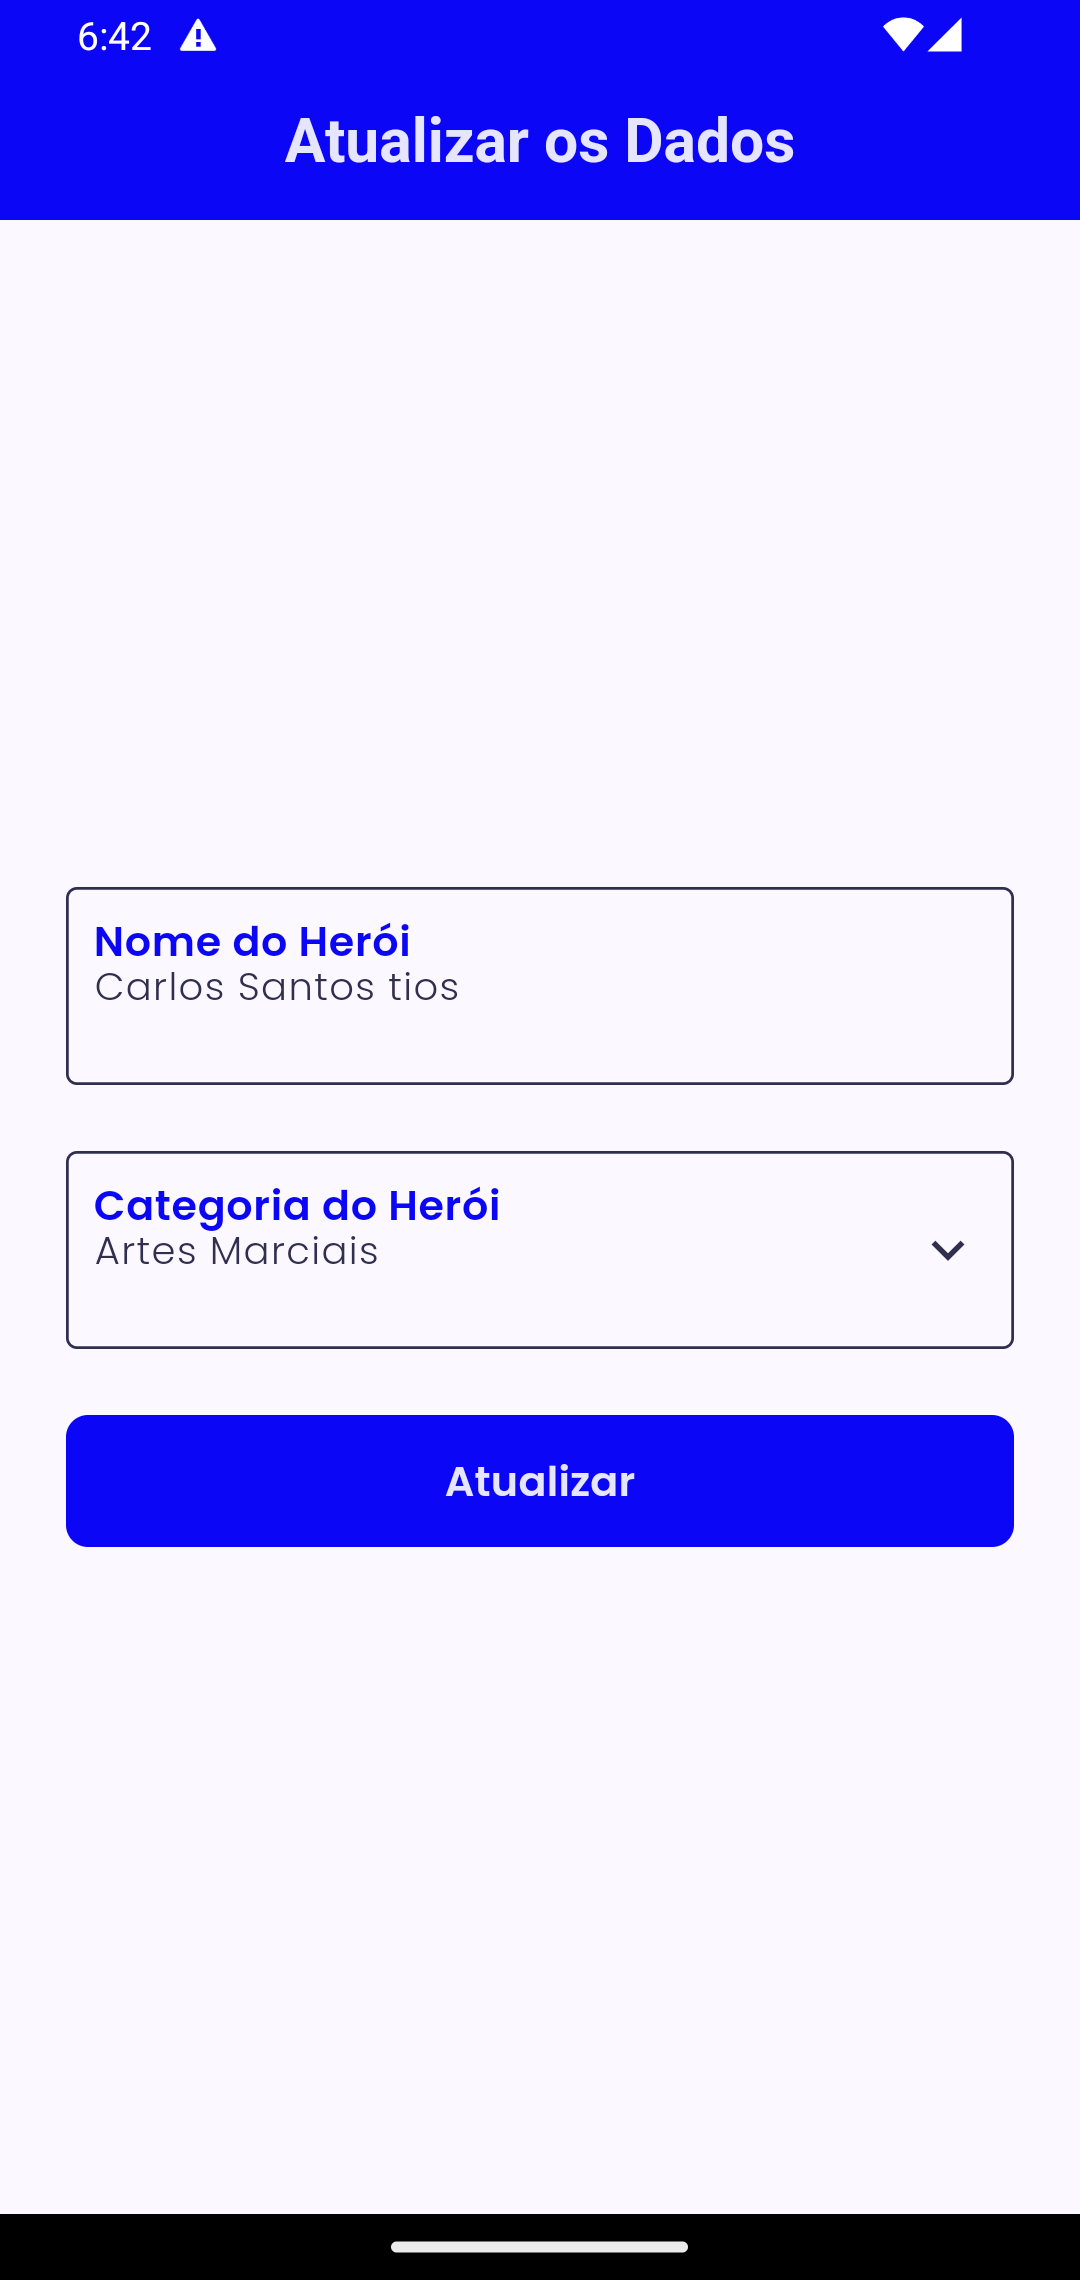 6:42
Atualizar os Dados
Nome do Herói
Carlos Santos tios
Categoria do Herói
Artes Marciais
Atualizar